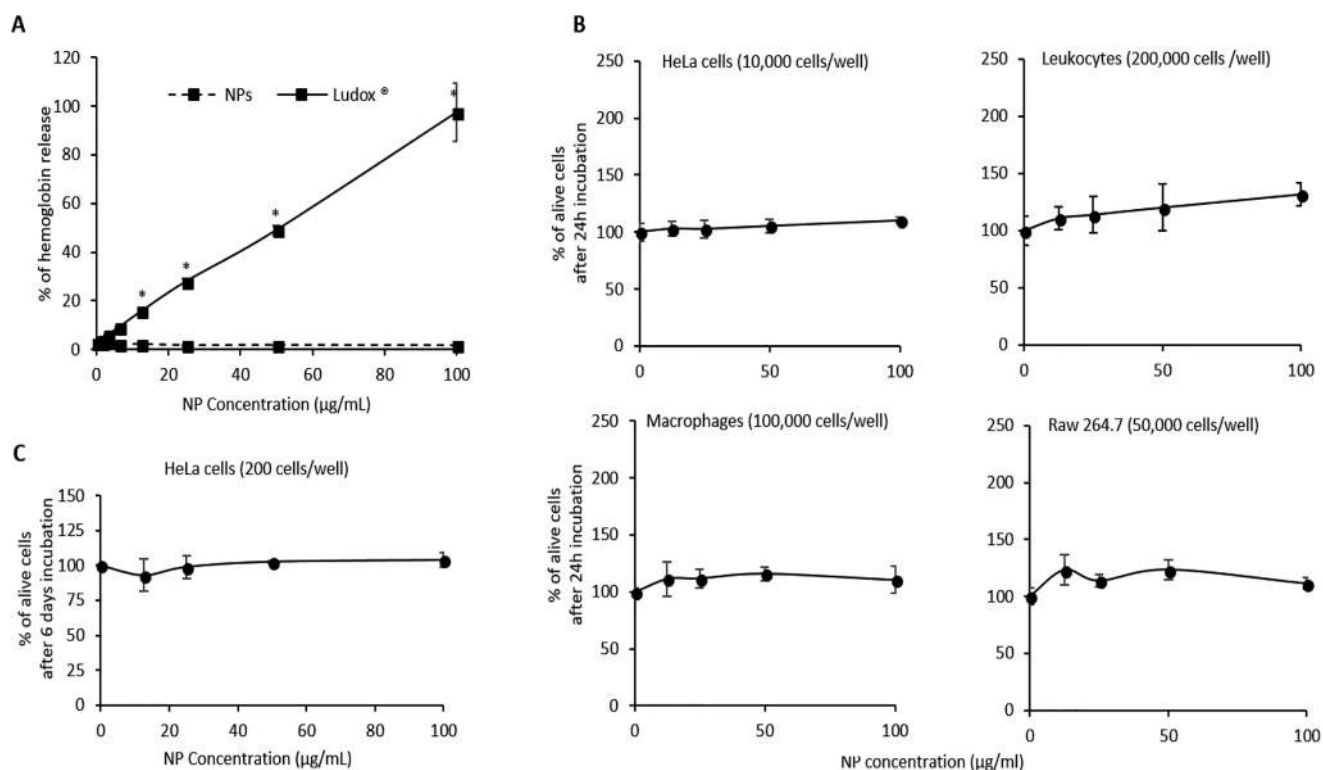 A
% of hemoglobin release
120
100
80
60
40
20
0
NPs
Ludox ®
*
*
*
*
*
0 20 40 60 80 100
NP Concentration (µg/mL)
B
% of alive cells
after 24h incubation
HeLa cells (10,000 cells/well)
250
200
150
100
50
0
0 50 100
Leukocytes (200,000 cells /well)
250
200
150
100
50
0
0 50 100
C
HeLa cells (200 cells/well)
% of alive cells
after 6 days incubation
150
125
100
75
50
25
0
0 20 40 60 80 100
NP Concentration (µg/mL)
Macrophages (100,000 cells/well)
% of alive cells
after 24h incubation
250
200
150
100
50
0
0 50 100
Raw 264.7 (50,000 cells/well)
250
200
150
100
50
0
0 50 100
NP concentration (µg/ml)